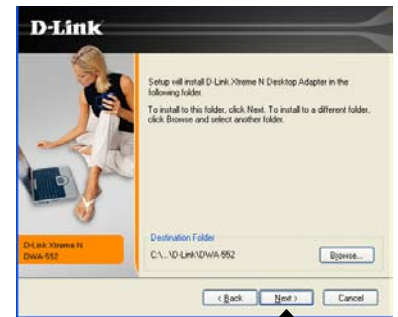 D-Link
Setup will install D-Link Xtreme N Desktop Adapter in the
following folder.
To install to this folder, click Next. To install to a different folder,
click Browse and select another folder.
D-Link Xtreme N
DWA-552
Destination Folder
C:\...\D-Link\DWA-552
Browse...
< Back
Next >
Cancel